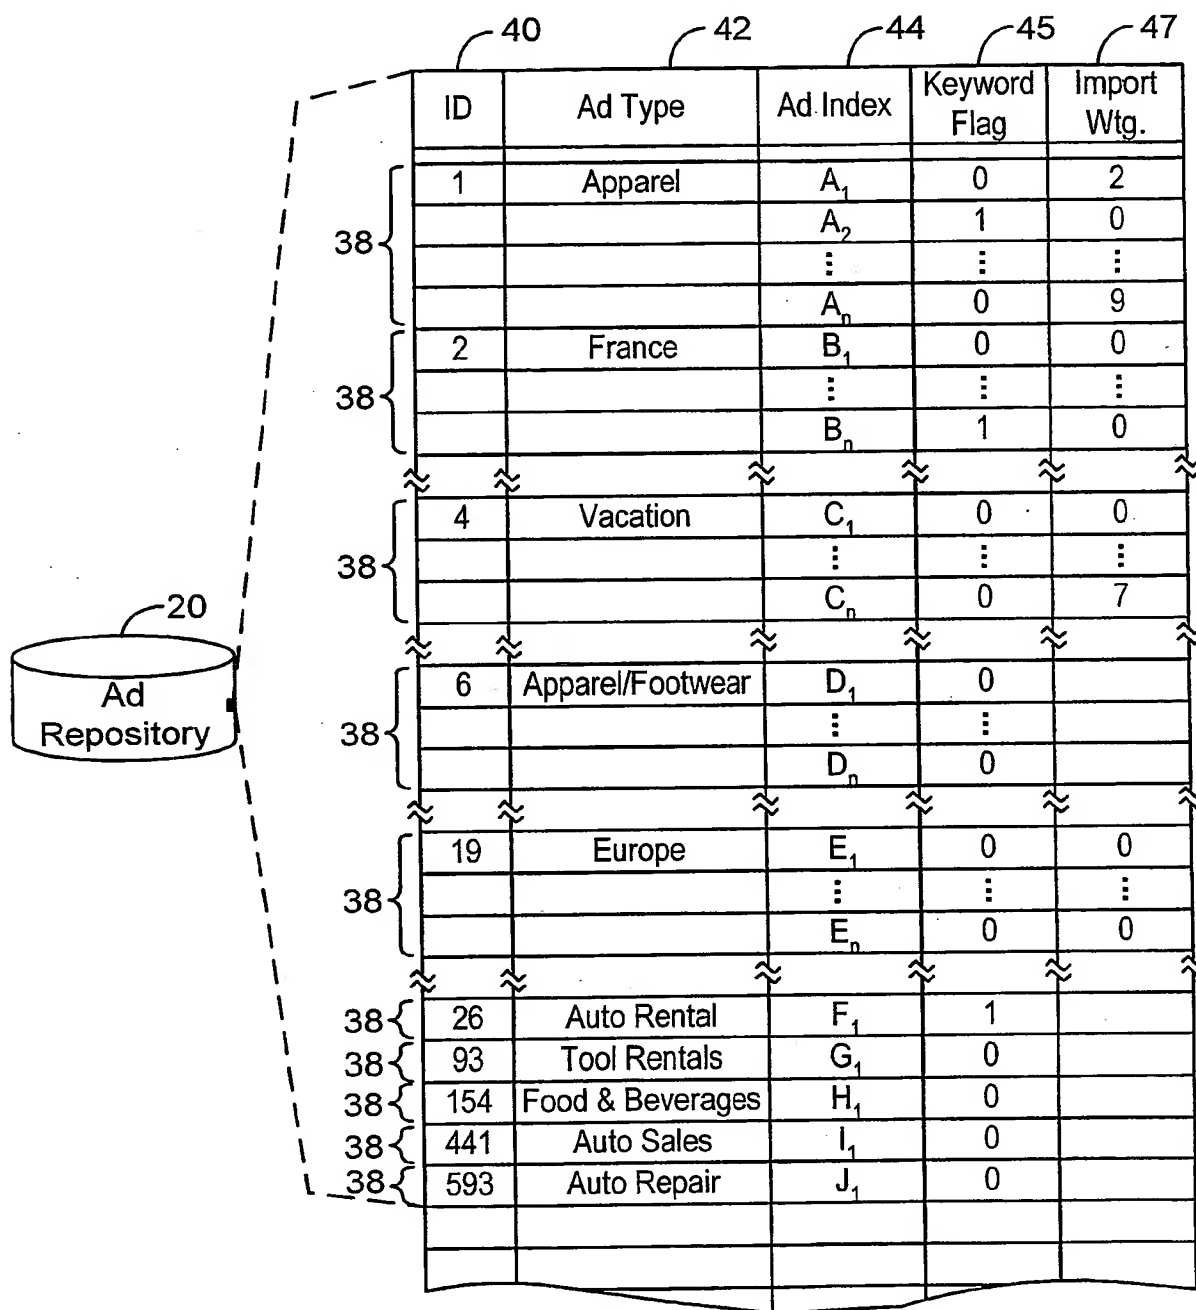 40 42 44 45 47
ID Ad Type Ad Index Keyword Flag Import Wtg.
38 1 Apparel A1 0 2
A2 1 0
⋮ ⋮ ⋮
An 0 9
38 2 France B1 0 0
⋮ ⋮ ⋮
Bn 1 0
38 4 Vacation C1 0 0
⋮ ⋮ ⋮
Cn 0 7
20
Ad
Repository
38 6 Apparel/Footwear D1 0
⋮ ⋮
Dn 0
38 19 Europe E1 0 0
⋮ ⋮ ⋮
En 0 0
38 26 Auto Rental F1 1
38 93 Tool Rentals G1 0
38 154 Food & Beverages H1 0
38 441 Auto Sales I1 0
38 593 Auto Repair J1 0